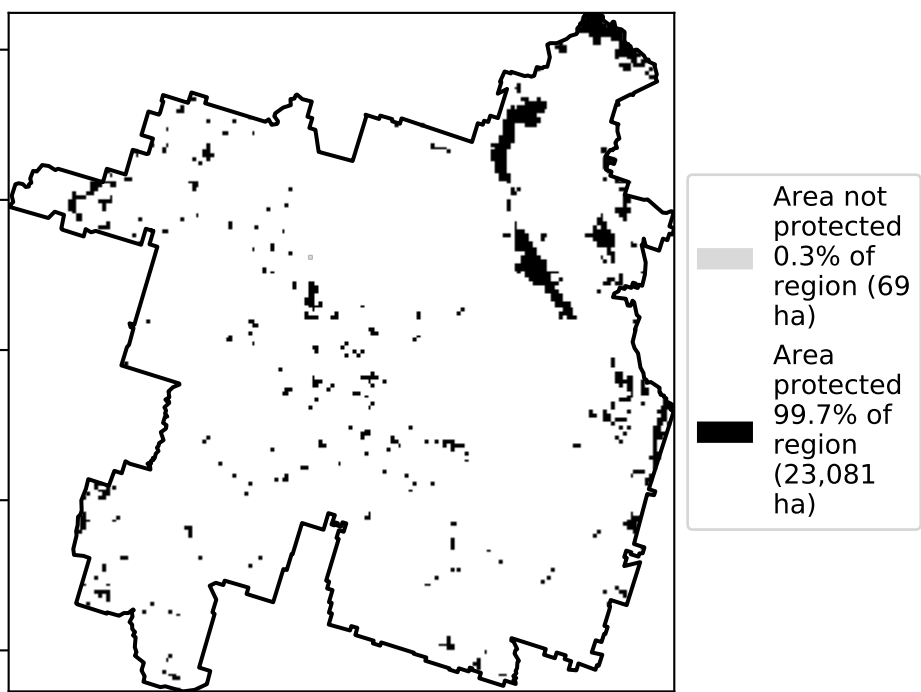 Area not
protected
0.3% of
region (69
ha)
Area
protected
99.7% of
region
(23,081
ha)